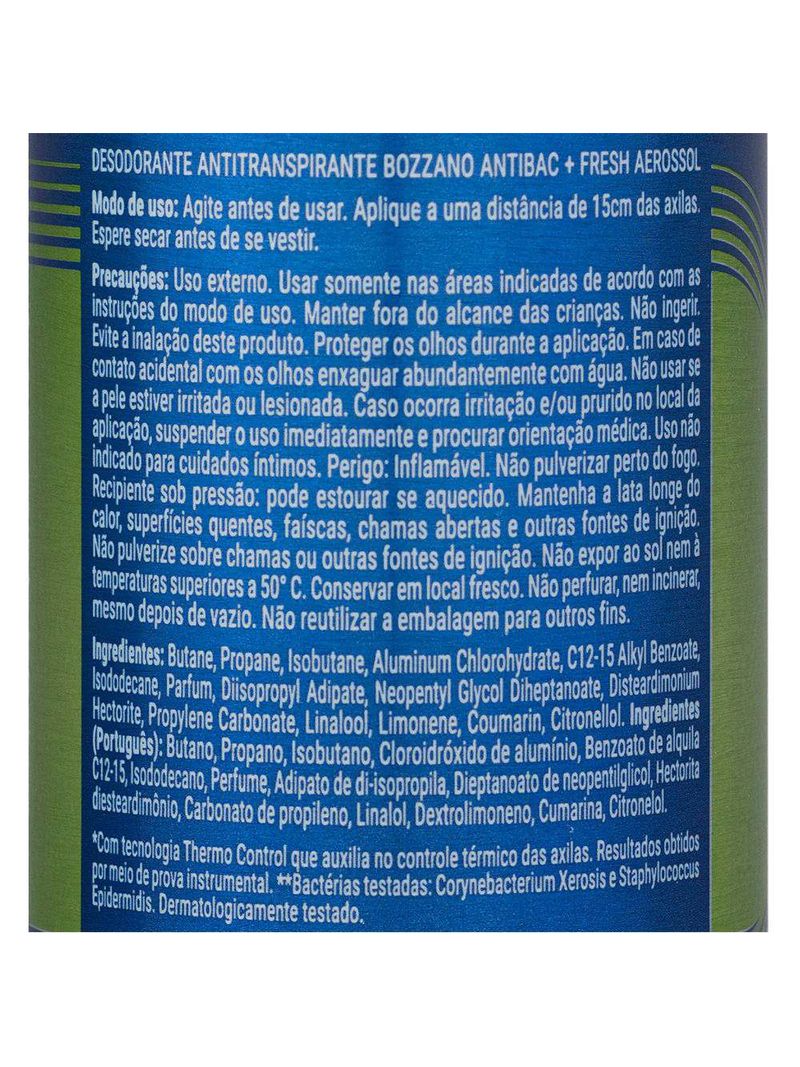 DESODORANTE ANTITRANSPIRANTE BOZZANO ANTIBAC + FRESH AEROSSOL
Modo de uso: Agite antes de usar. Aplique a uma distância de 15cm das axilas.
Espere secar antes de se vestir.
Precauções: Uso externo. Usar somente nas áreas indicadas de acordo com as
instruções do modo de uso. Manter fora do alcance das crianças. Não ingerir.
Evite a inalação deste produto. Proteger os olhos durante a aplicação. Em caso de
contato acidental com os olhos enxaguar abundantemente com água. Não usar se
a pele estiver irritada ou lesionada. Caso ocorra irritação e/ou prurido no local da
aplicação, suspender o uso imediatamente e procurar orientação médica. Uso não
indicado para cuidados íntimos. Perigo: Inflamável. Não pulverizar perto do fogo.
Recipiente sob pressão: pode estourar se aquecido. Mantenha a lata longe do
calor, superfícies quentes, faíscas, chamas abertas e outras fontes de ignição.
Não pulverize sobre chamas ou outras fontes de ignição. Não expor ao sol nem à
temperaturas superiores a 50° C. Conservar em local fresco. Não perfurar, nem incinerar,
mesmo depois de vazio. Não reutilizar a embalagem para outros fins.
Ingredientes: Butane, Propane, Isobutane, Aluminum Chlorohydrate, C12-15 Alkyl Benzoate,
Isododecane, Parfum, Diisopropyl Adipate, Neopentyl Glycol Diheptanoate, Disteardimonium
Hectorite, Propylene Carbonate, Linalool, Limonene, Coumarin, Citronellol. Ingredientes
(Português): Butano, Propano, Isobutano, Cloroidróxido de alumínio, Benzoato de alquila
C12-15, Isododecano, Perfume, Adipato de di-isopropila, Dieptanoato de neopentilglicol, Hectorita
diesteardimônio, Carbonato de propileno, Linalol, Dextrolimoneno, Cumarina, Citronelol.
*Com tecnologia Thermo Control que auxilia no controle térmico das axilas. Resultados obtidos
por meio de prova instrumental. **Bactérias testadas: Corynebacterium Xerosis e Staphylococcus
Epidermidis. Dermatologicamente testado.